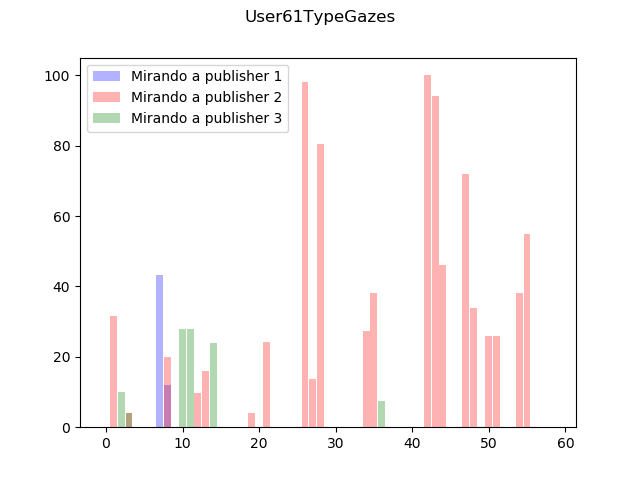 User61TypeGazes
Mirando a publisher 1
Mirando a publisher 2
Mirando a publisher 3
100
80
60
40
20
0
0 10 20 30 40 50 60